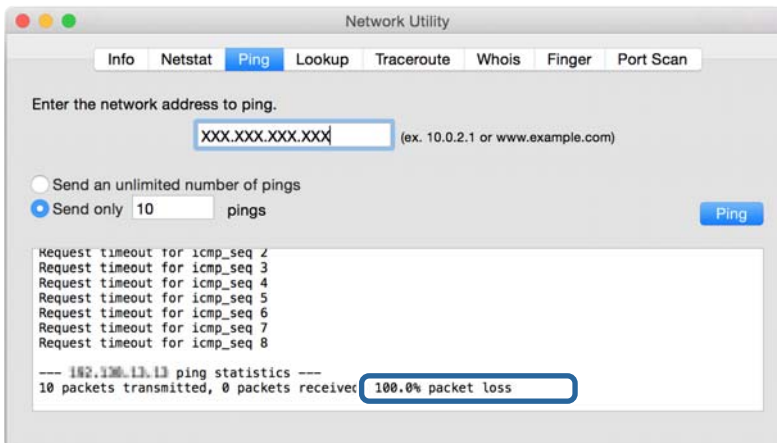 Network Utility
Info Netstat Ping Lookup Traceroute Whois Finger Port Scan
Enter the network address to ping.
XXX.XXX.XXX.XXX (ex. 10.0.2.1 or www.example.com)
Send an unlimited number of pings
Send only 10 pings
Ping
Request timeout for icmp_seq 2
Request timeout for icmp_seq 3
Request timeout for icmp_seq 4
Request timeout for icmp_seq 5
Request timeout for icmp_seq 6
Request timeout for icmp_seq 7
Request timeout for icmp_seq 8
--- ping statistics ---
10 packets transmitted, 0 packets received 100.0% packet loss